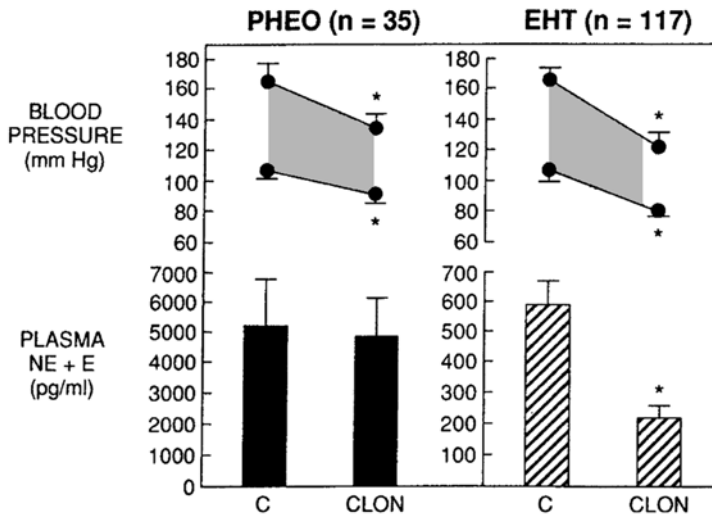 PHEO (n = 35)
EHT (n = 117)
BLOOD
PRESSURE
(mm Hg)
180
160
140
120
100
80
60
*
*
180
160
140
120
100
80
60
*
*
PLASMA
NE + E
(pg/ml)
7000
6000
5000
4000
3000
2000
1000
0
C
CLON
700
600
500
400
300
200
100
*
C
CLON